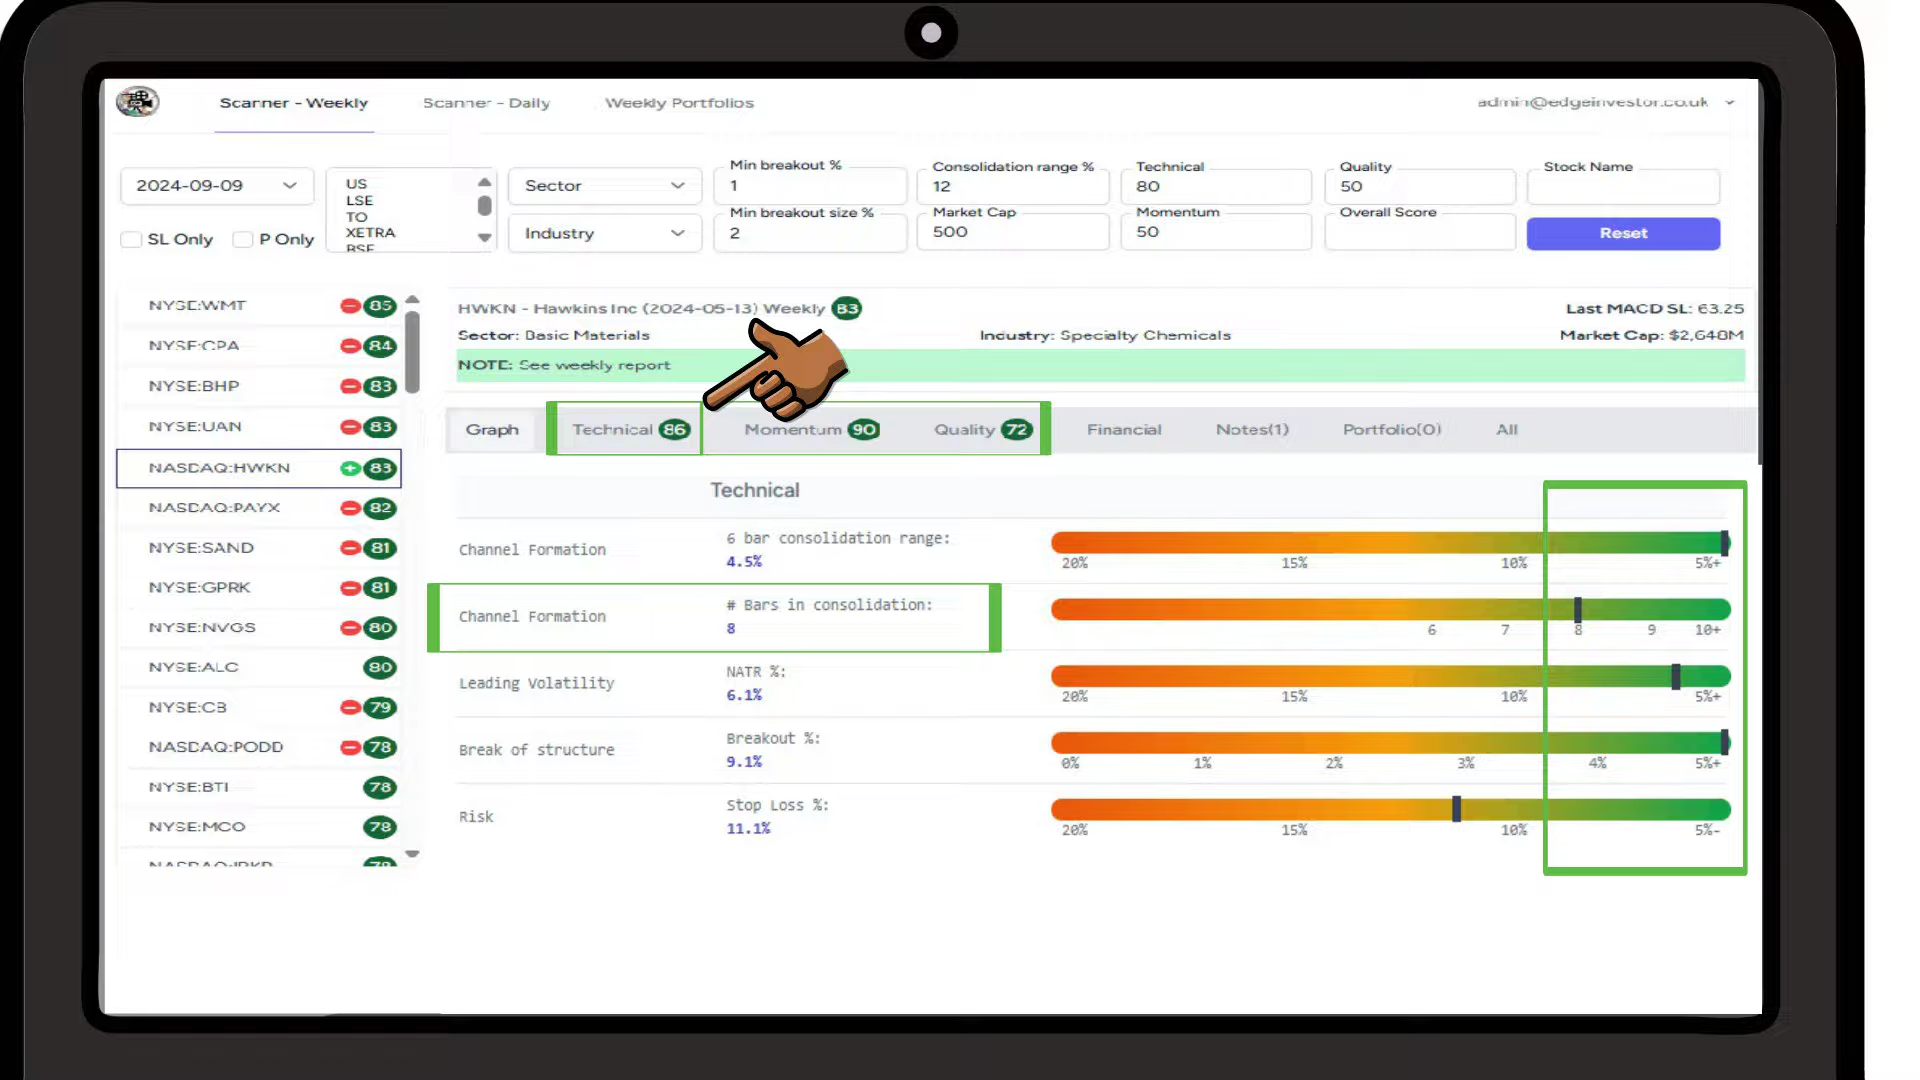 Scanner - Weekly
Scanner - Daily
Weekly Portfolios
admin@edgeinvestor.co.uk
2024-09-09
US
LSE
TO
XETRA
BSE
SL Only
P Only
Sector
Industry
Min breakout %
1
Min breakout size %
2
Consolidation range %
12
Market Cap
500
Technical
80
Momentum
50
Quality
50
Overall Score
Stock Name
Reset
NYSE:WMT 85
NYSE:CPA 84
NYSE:BHP 83
NYSE:UAN 83
NASDAQ:HWKN 83
NASDAQ:PAYX 82
NYSE:SAND 81
NYSE:GPRK 81
NYSE:NVGS 80
NYSE:ALC 80
NYSE:CB 79
NASDAQ:PODD 78
NYSE:BTI 78
NYSE:MCO 78
HWKN - Hawkins Inc (2024-05-13) Weekly 83
Last MACD SL: 63.25
Sector: Basic Materials
Industry: Specialty Chemicals
Market Cap: $2,648M
NOTE: See weekly report
Graph
Technical 86
Momentum 90
Quality 72
Financial
Notes(1)
Portfolio(0)
All
Technical
Channel Formation
6 bar consolidation range:
4.5%
20% 15% 10% 5%+
Channel Formation
# Bars in consolidation:
8
6 7 8 9 10+
Leading Volatility
NATR %:
6.1%
20% 15% 10% 5%+
Break of structure
Breakout %:
9.1%
0% 1% 2% 3% 4% 5%+
Risk
Stop Loss %:
11.1%
20% 15% 10% 5%-